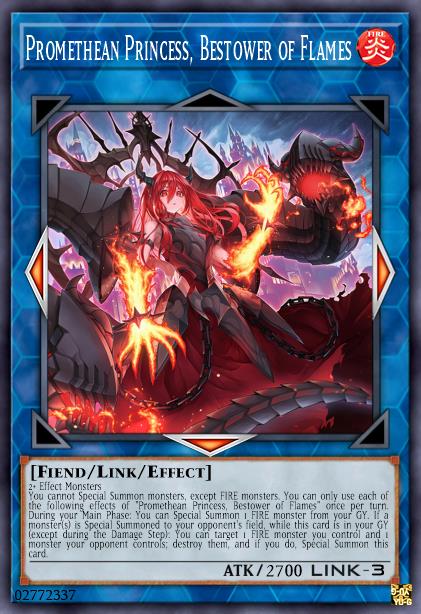 Promethean Princess, Bestower of Flames
FIRE
炎
[Fiend/Link/Effect]
2+ Effect Monsters
You cannot Special Summon monsters, except FIRE monsters. You can only use each of
the following effects of "Promethean Princess, Bestower of Flames" once per turn.
During your Main Phase: You can Special Summon 1 FIRE monster from your GY. If a
monster(s) is Special Summoned to your opponent's field, while this card is in your GY
(except during the Damage Step): You can target 1 FIRE monster you control and 1
monster your opponent controls; destroy them, and if you do, Special Summon this
card.
ATK/2700 LINK-3
02772337